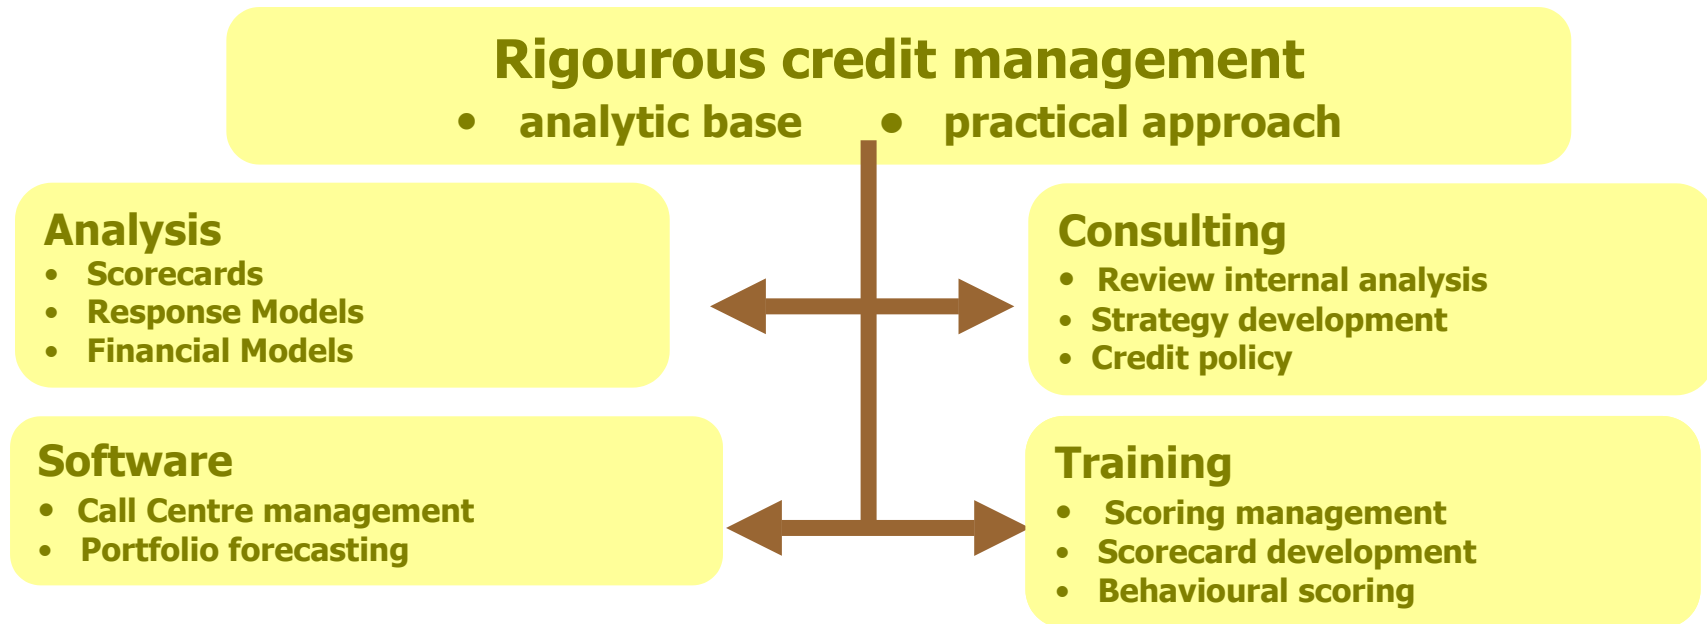 Rigourous credit management
• analytic base • practical approach
Analysis
• Scorecards
• Response Models
• Financial Models
Consulting
• Review internal analysis
• Strategy development
• Credit policy
Software
• Call Centre management
• Portfolio forecasting
Training
• Scoring management
• Scorecard development
• Behavioural scoring